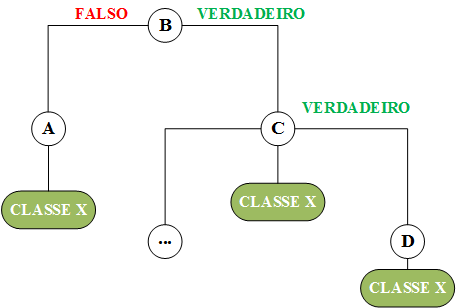 FALSO B VERDADEIRO
VERDADEIRO
A C
CLASSE X CLASSE X
... D
CLASSE X